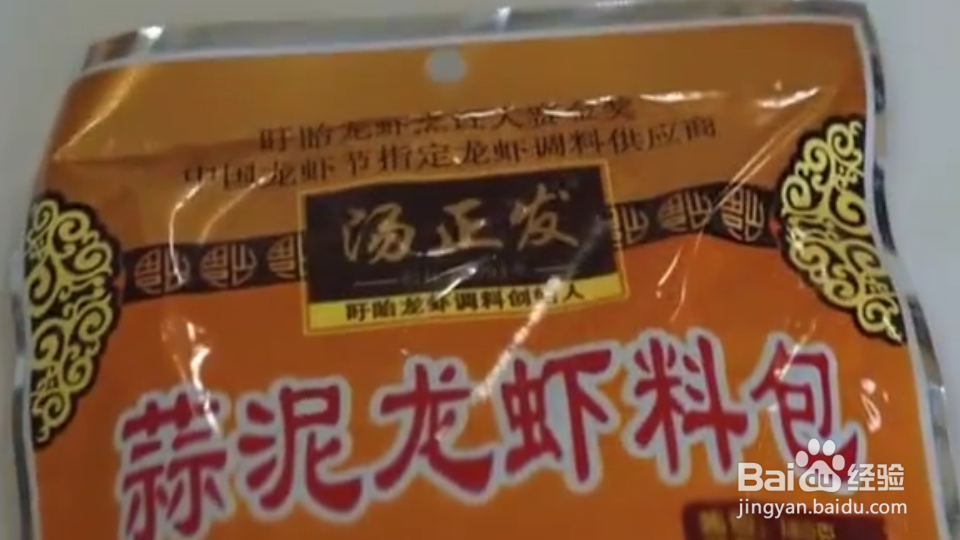 盱眙龙虾烹饪大赛金奖
中国龙虾节指定龙虾调料供应商
汤正发
盱眙龙虾调料创始人
蒜泥龙虾料包
Baidu经验
jingyan.baidu.com